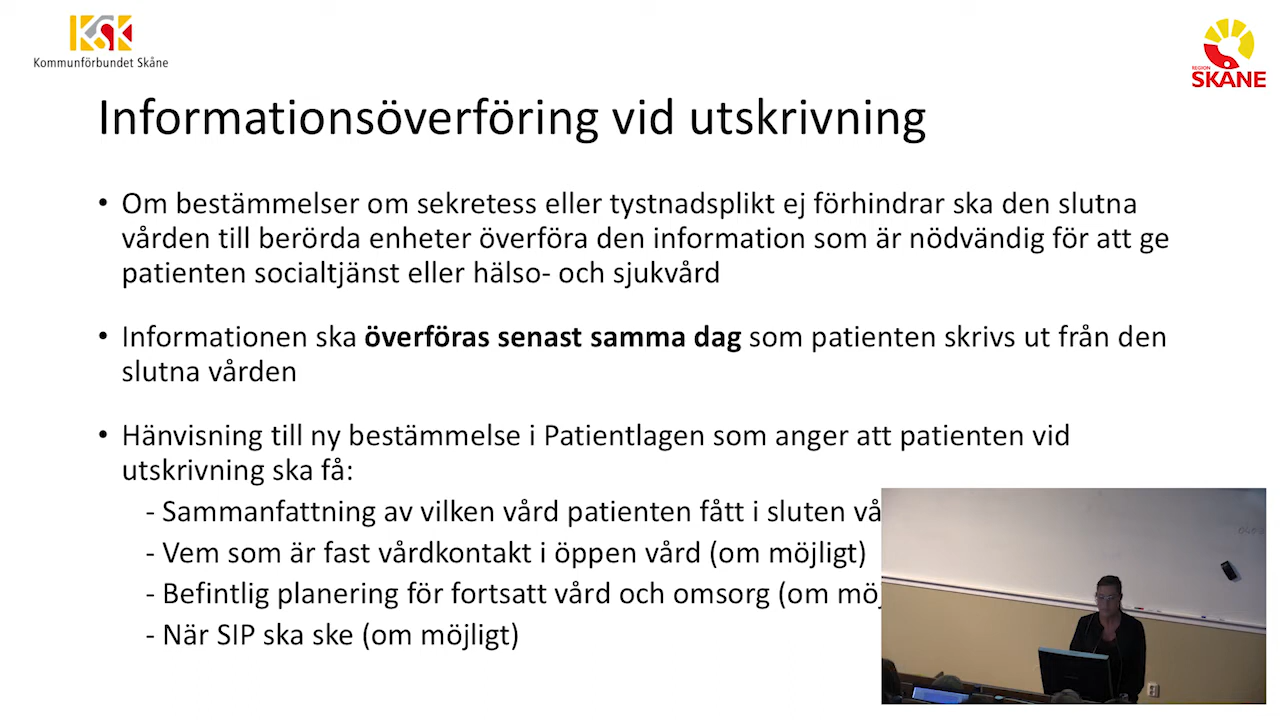 KSK
Kommunförbundet Skåne
REGION
SKÅNE
Informationsöverföring vid utskrivning
• Om bestämmelser om sekretess eller tystnadsplikt ej förhindrar ska den slutna
vården till berörda enheter överföra den information som är nödvändig för att ge
patienten socialtjänst eller hälso- och sjukvård
• Informationen ska överföras senast samma dag som patienten skrivs ut från den
slutna vården
• Hänvisning till ny bestämmelse i Patientlagen som anger att patienten vid
utskrivning ska få:
- Sammanfattning av vilken vård patienten fått i sluten
- Vem som är fast vårdkontakt i öppen vård (om möjligt)
- Befintlig planering för fortsatt vård och omsorg (om
- När SIP ska ske (om möjligt)